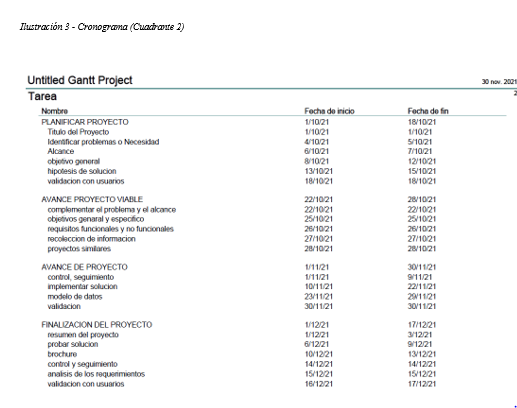 Ilustración 3 - Cronograma (Cuadrante 2)
Untitled Gantt Project 30 nov. 2021
Tarea 2
Nombre Fecha de inicio Fecha de fin
PLANIFICAR PROYECTO 1/10/21 18/10/21
Titulo del Proyecto 1/10/21 1/10/21
Identificar problemas o Necesidad 4/10/21 5/10/21
Alcance 6/10/21 7/10/21
objetivo general 8/10/21 12/10/21
hipotesis de solucion 13/10/21 15/10/21
validacion con usuarios 18/10/21 18/10/21
AVANCE PROYECTO VIABLE 22/10/21 28/10/21
complementar el problema y el alcance 22/10/21 22/10/21
objetivos genaral y especifico 25/10/21 25/10/21
requisitos funcionales y no funcionales 26/10/21 26/10/21
recoleccion de informacion 27/10/21 27/10/21
proyectos similares 28/10/21 28/10/21
AVANCE DE PROYECTO 1/11/21 30/11/21
control, seguimiento 1/11/21 9/11/21
implementar solucion 10/11/21 22/11/21
modelo de datos 23/11/21 29/11/21
validacion 30/11/21 30/11/21
FINALIZACION DEL PROYECTO 1/12/21 17/12/21
resumen del proyecto 1/12/21 3/12/21
probar solucion 6/12/21 9/12/21
brochure 10/12/21 13/12/21
control y seguimiento 14/12/21 14/12/21
analisis de los requerimientos 15/12/21 15/12/21
validacion con usuarios 16/12/21 17/12/21